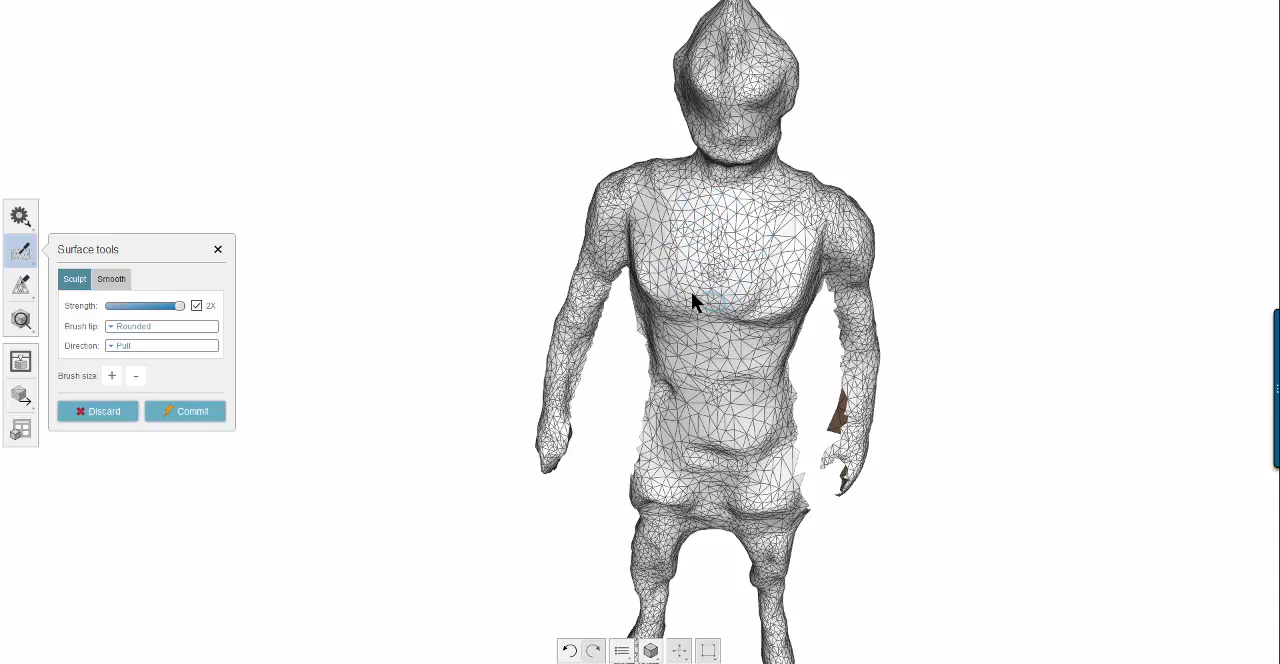 Surface tools
Sculpt Smooth
Strength: 2X
Brush tip: Rounded
Direction: Pull
Brush size: + -
Discard Commit